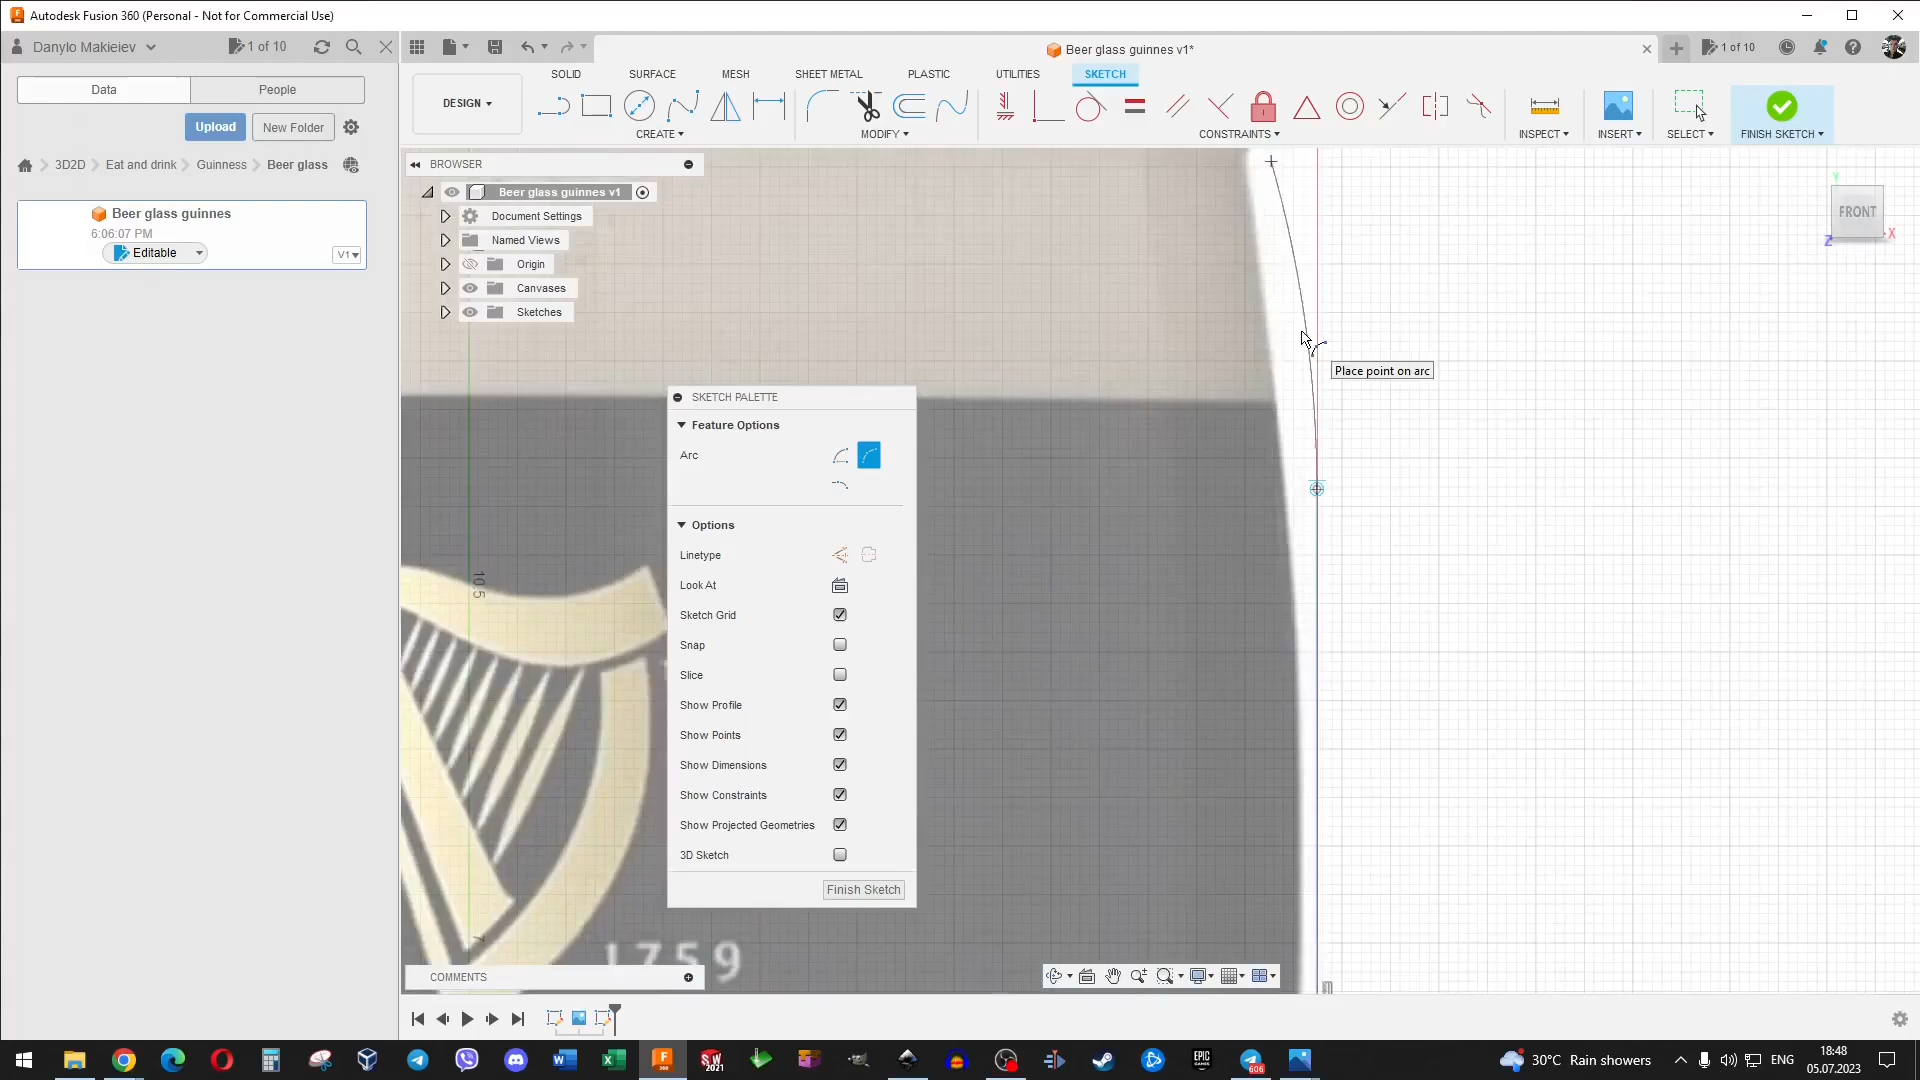 Autodesk Fusion 360 (Personal - Not for Commercial Use)
Danylo Makieiev
1 of 10
Beer glass guinnes v1*
1 of 10
Data
People
SOLID
SURFACE
MESH
SHEET METAL
PLASTIC
UTILITIES
SKETCH
DESIGN
Upload
New Folder
CREATE
MODIFY
CONSTRAINTS
INSPECT
INSERT
SELECT
FINISH SKETCH
3D2D
Eat and drink
Guinness
Beer glass
BROWSER
Beer glass guinnes v1
Document Settings
Named Views
Origin
Canvases
Sketches
Beer glass guinnes
6:06:07 PM
Editable
V1
Y
FRONT
X
Z
Place point on arc
SKETCH PALETTE
Feature Options
Arc
Options
Linetype
Look At
Sketch Grid
Snap
Slice
Show Profile
Show Points
Show Dimensions
Show Constraints
Show Projected Geometries
3D Sketch
Finish Sketch
10.5
7
1759
COMMENTS
2021
606
30°C Rain showers
ENG
18:48
05.07.2023